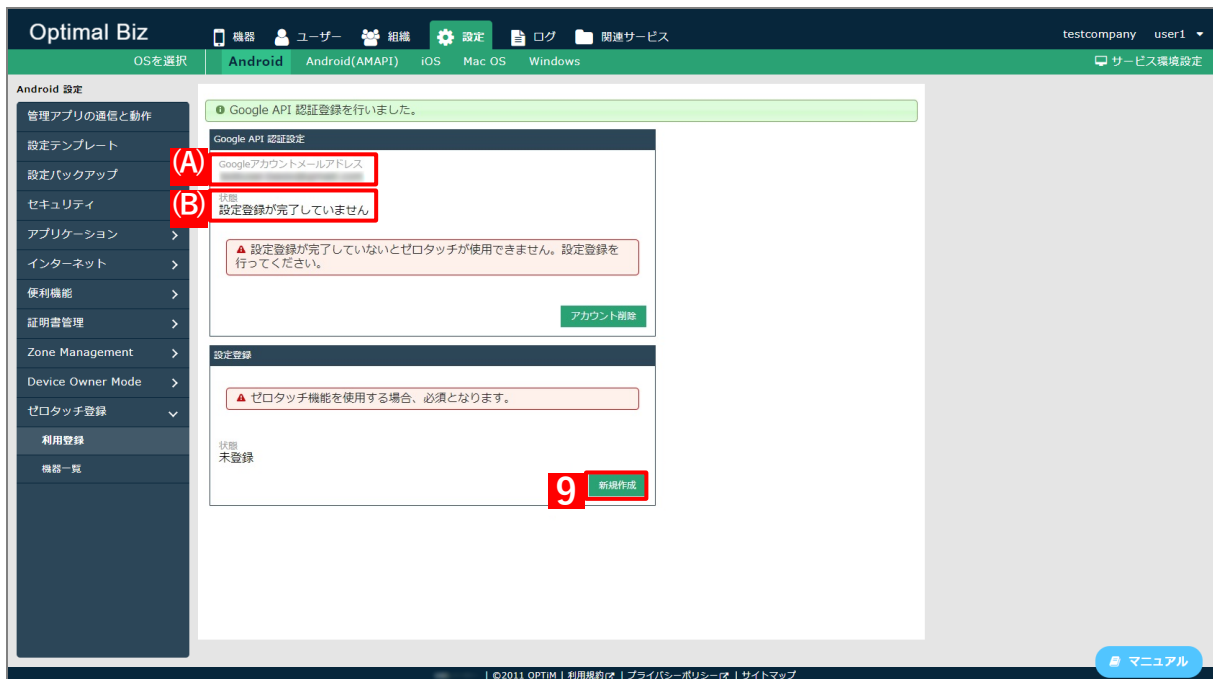 Optimal Biz
機器 ユーザー 組織 設定 ログ 関連サービス
testcompany user1
OSを選択 Android Android(AMAPI) iOS Mac OS Windows
サービス環境設定
Android 設定
管理アプリの通信と動作
設定テンプレート
設定バックアップ
セキュリティ
アプリケーション
インターネット
便利機能
証明書管理
Zone Management
Device Owner Mode
ゼロタッチ登録
利用登録
機器一覧
Google API 認証登録を行いました。
Google API 認証設定
(A)
Googleアカウントメールアドレス
(B)
状態
設定登録が完了していません
設定登録が完了していないとゼロタッチが使用できません。設定登録を
行ってください。
アカウント削除
設定登録
ゼロタッチ機能を使用する場合、必須となります。
状態
未登録
9
新規作成
マニュアル
| ©2011 OPTiM | 利用規約 | プライバシーポリシー | サイトマップ